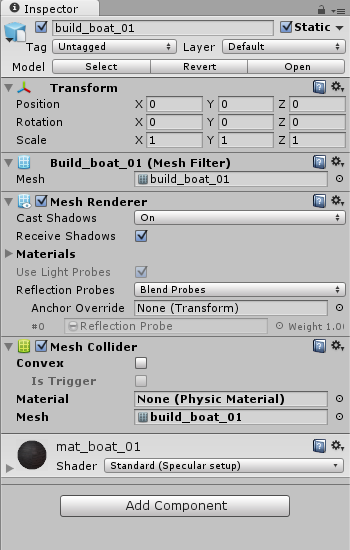 Inspector
build_boat_01 Static
Tag Untagged Layer Default
Model Select Revert Open
Transform
Position X 0 Y 0 Z 0
Rotation X 0 Y 0 Z 0
Scale X 1 Y 1 Z 1
Build_boat_01 (Mesh Filter)
Mesh build_boat_01
Mesh Renderer
Cast Shadows On
Receive Shadows
Materials
Use Light Probes
Reflection Probes Blend Probes
Anchor Override None (Transform)
#0 Reflection Probe Weight 1.0
Mesh Collider
Convex
Is Trigger
Material None (Physic Material)
Mesh build_boat_01
mat_boat_01
Shader Standard (Specular setup)
Add Component